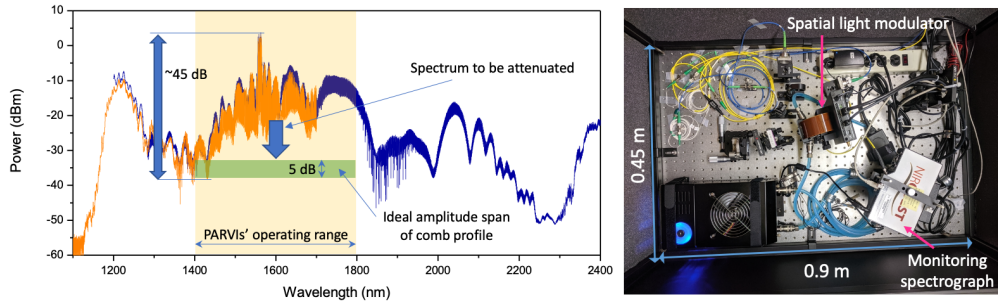 10
0
-10
-20
-30
-40
-50
-60
Power (dBm)
~45 dB
Spectrum to be attenuated
5 dB
Ideal amplitude span
of comb profile
PARVIs' operating range
1200 1400 1600 1800 2000 2200 2400
Wavelength (nm)
Spatial light modulator
0.45 m
0.9 m
Monitoring
spectrograph